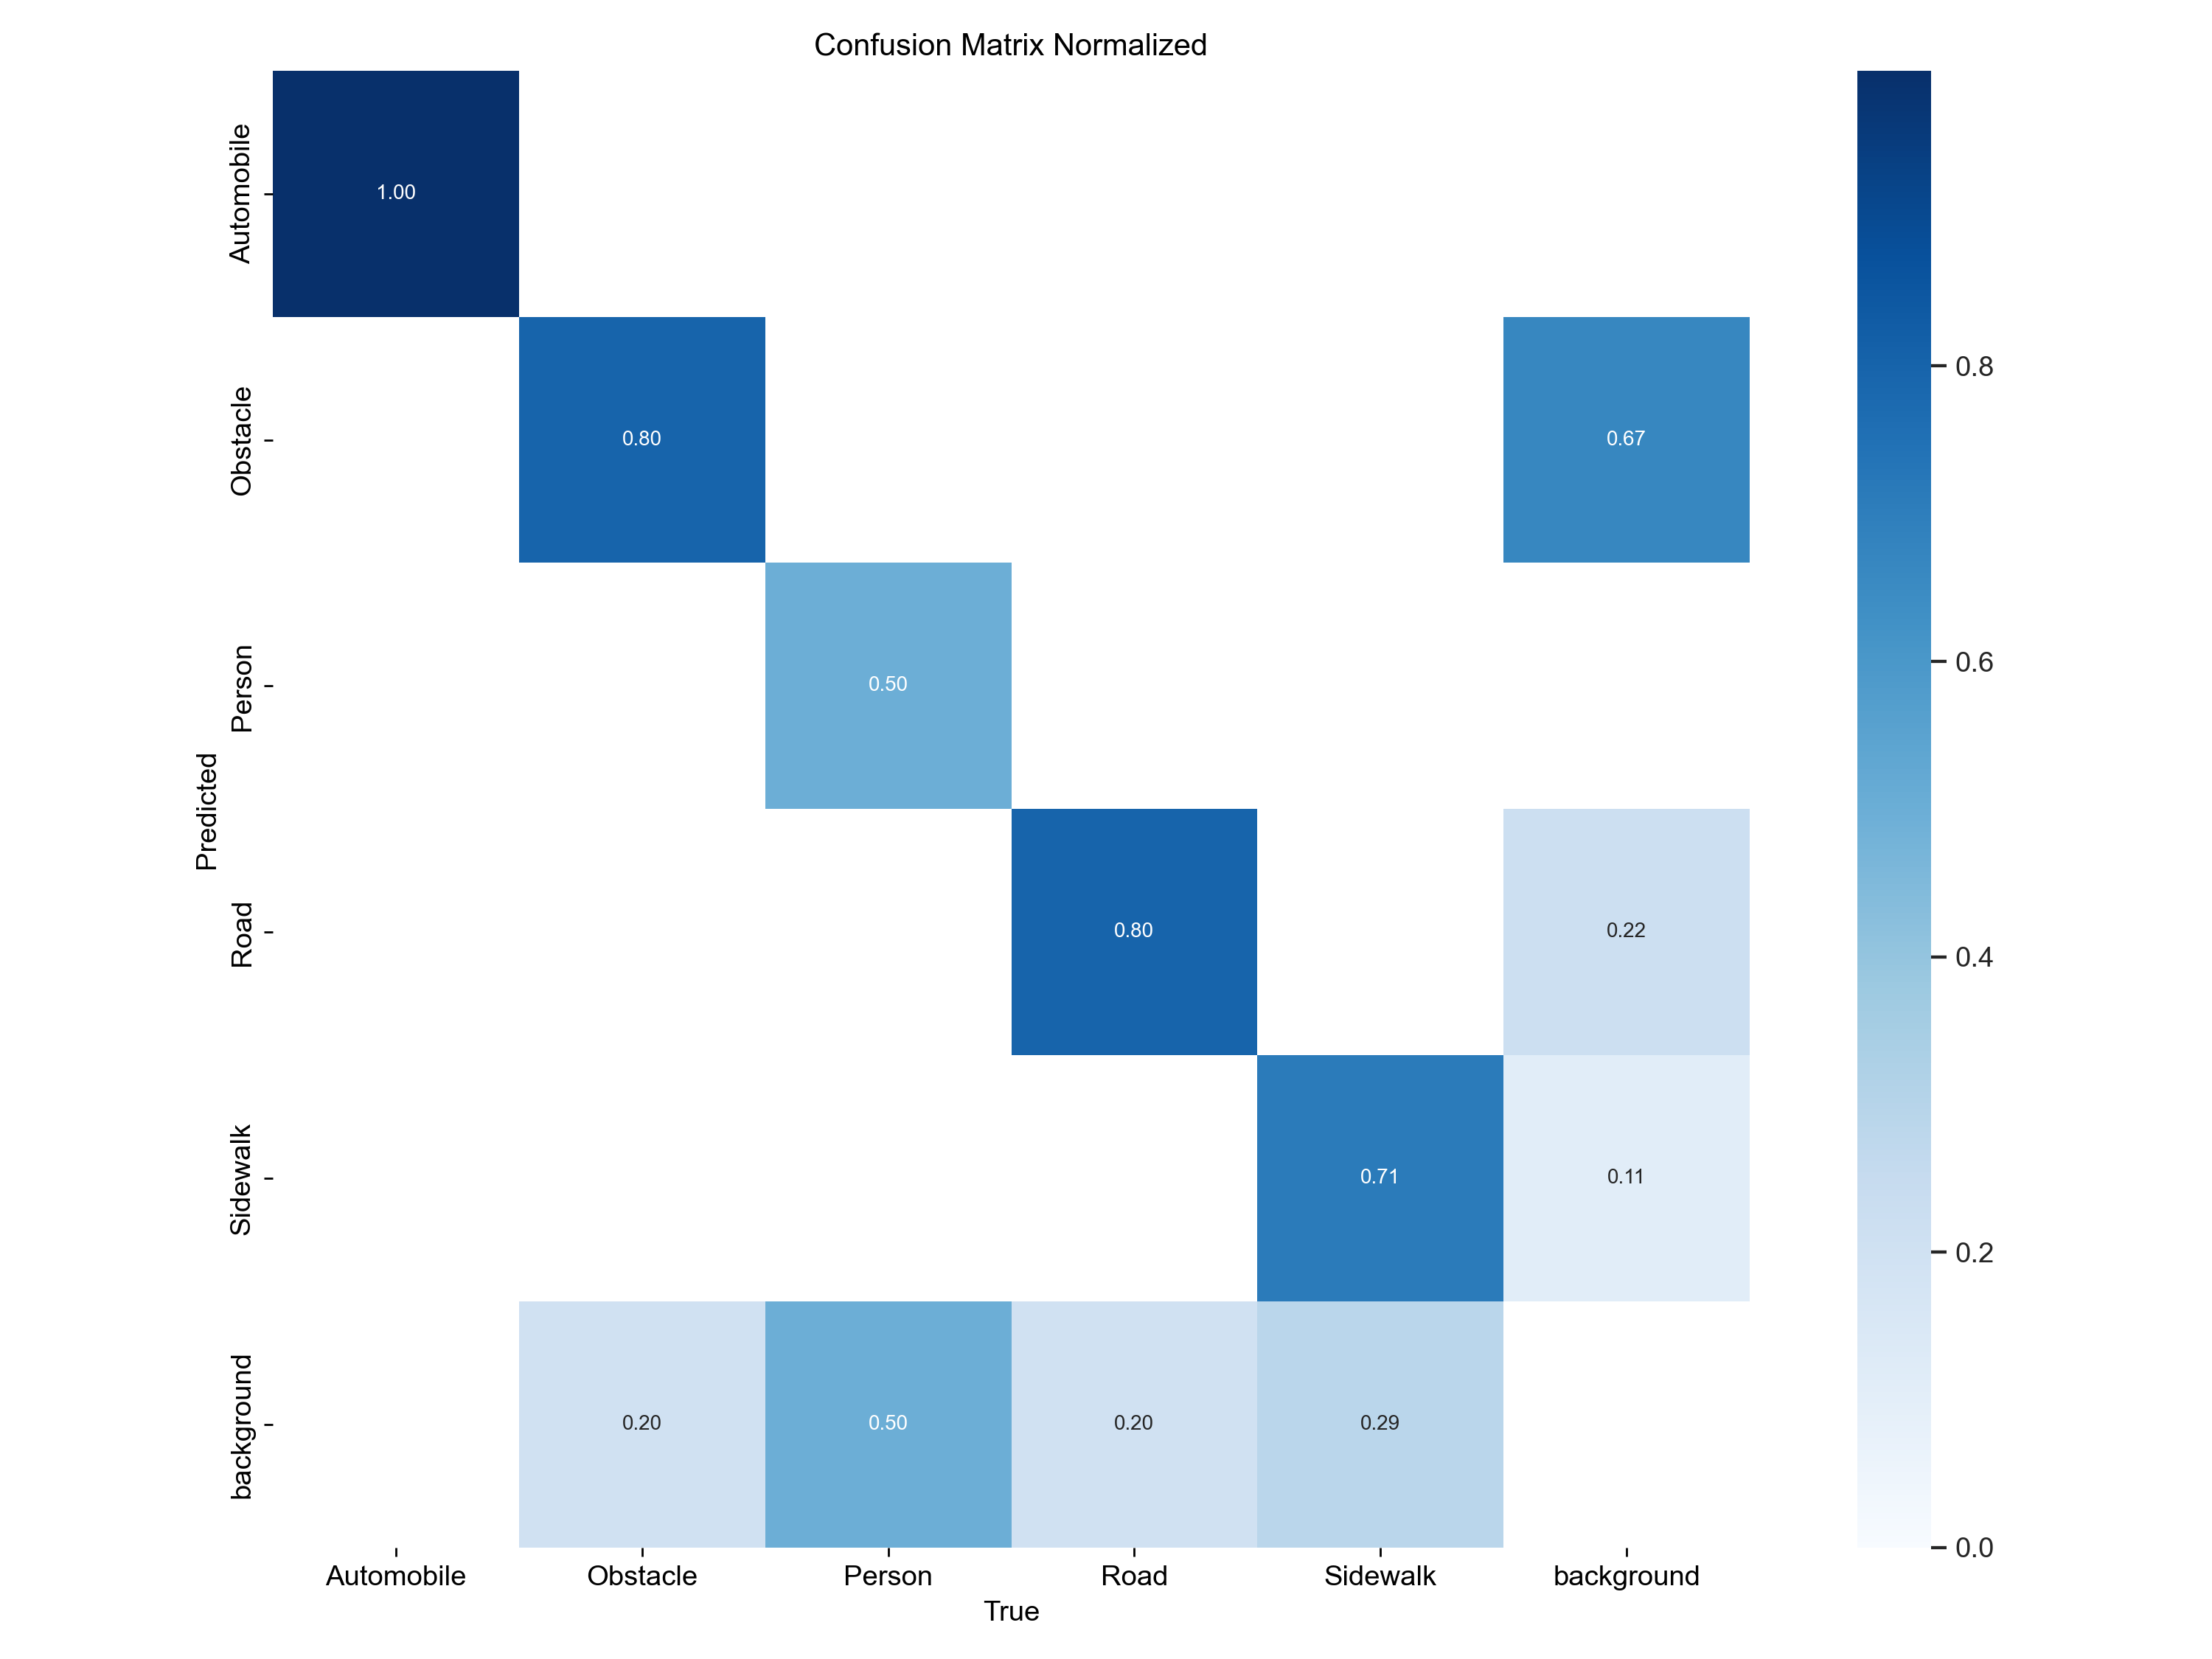 Confusion Matrix Normalized
Automobile
1.00
Obstacle
0.80
0.67
0.8
Person
0.50
0.6
Predicted
Road
0.80
0.22
0.4
Sidewalk
0.71
0.11
0.2
background
0.20
0.50
0.20
0.29
0.0
Automobile
Obstacle
Person
Road
Sidewalk
background
True